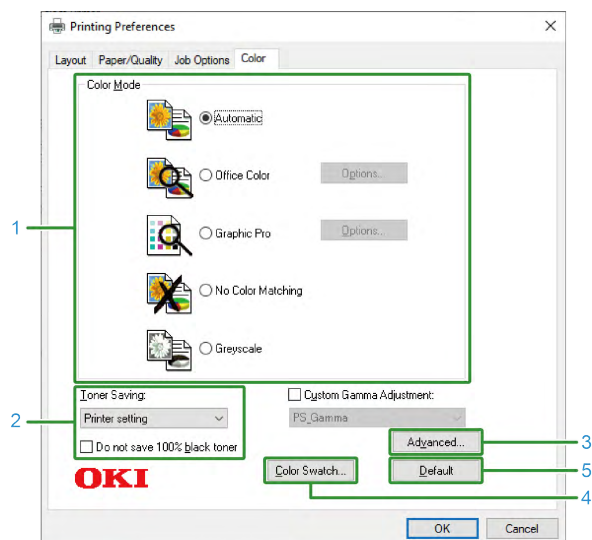 Printing Preferences
Layout Paper/Quality Job Options Color
Color Mode
Automatic
Office Color Options...
1
Graphic Pro Options...
No Color Matching
Greyscale
Toner Saving: Custom Gamma Adjustment:
2
Printer setting PS_Gamma
Advanced... 3
Do not save 100% black toner
OKI Color Swatch... Default 5
4
OK Cancel